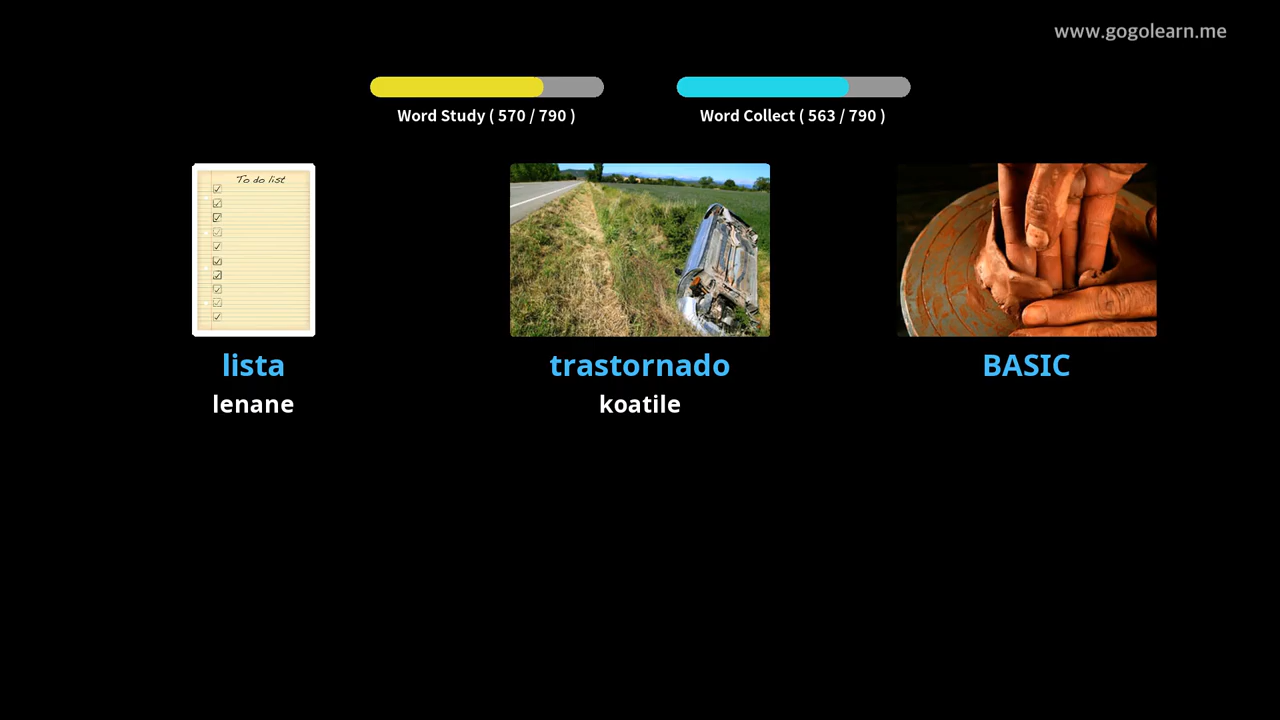 www.gogolearn.me
Word Study ( 570 / 790 )
Word Collect ( 563 / 790 )
To do list
lista
trastornado
BASIC
lenane
koatile